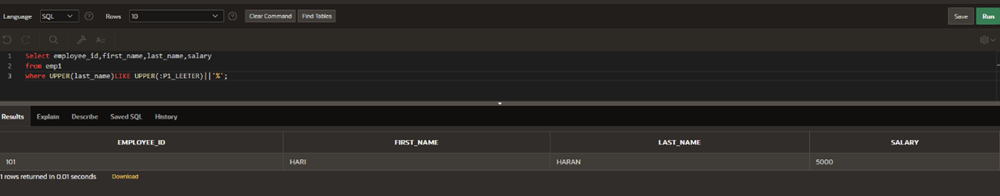 Language SQL Rows 10 Clear Command Find Tables Save Run
1 Select employee_id,first_name,last_name,salary
2 from emp1
3 where UPPER(last_name)LIKE UPPER(:P1_LEETER)||'%';
Results Explain Describe Saved SQL History
EMPLOYEE_ID FIRST_NAME LAST_NAME SALARY
101 HARI HARAN 5000
1 rows returned in 0.01 seconds Download